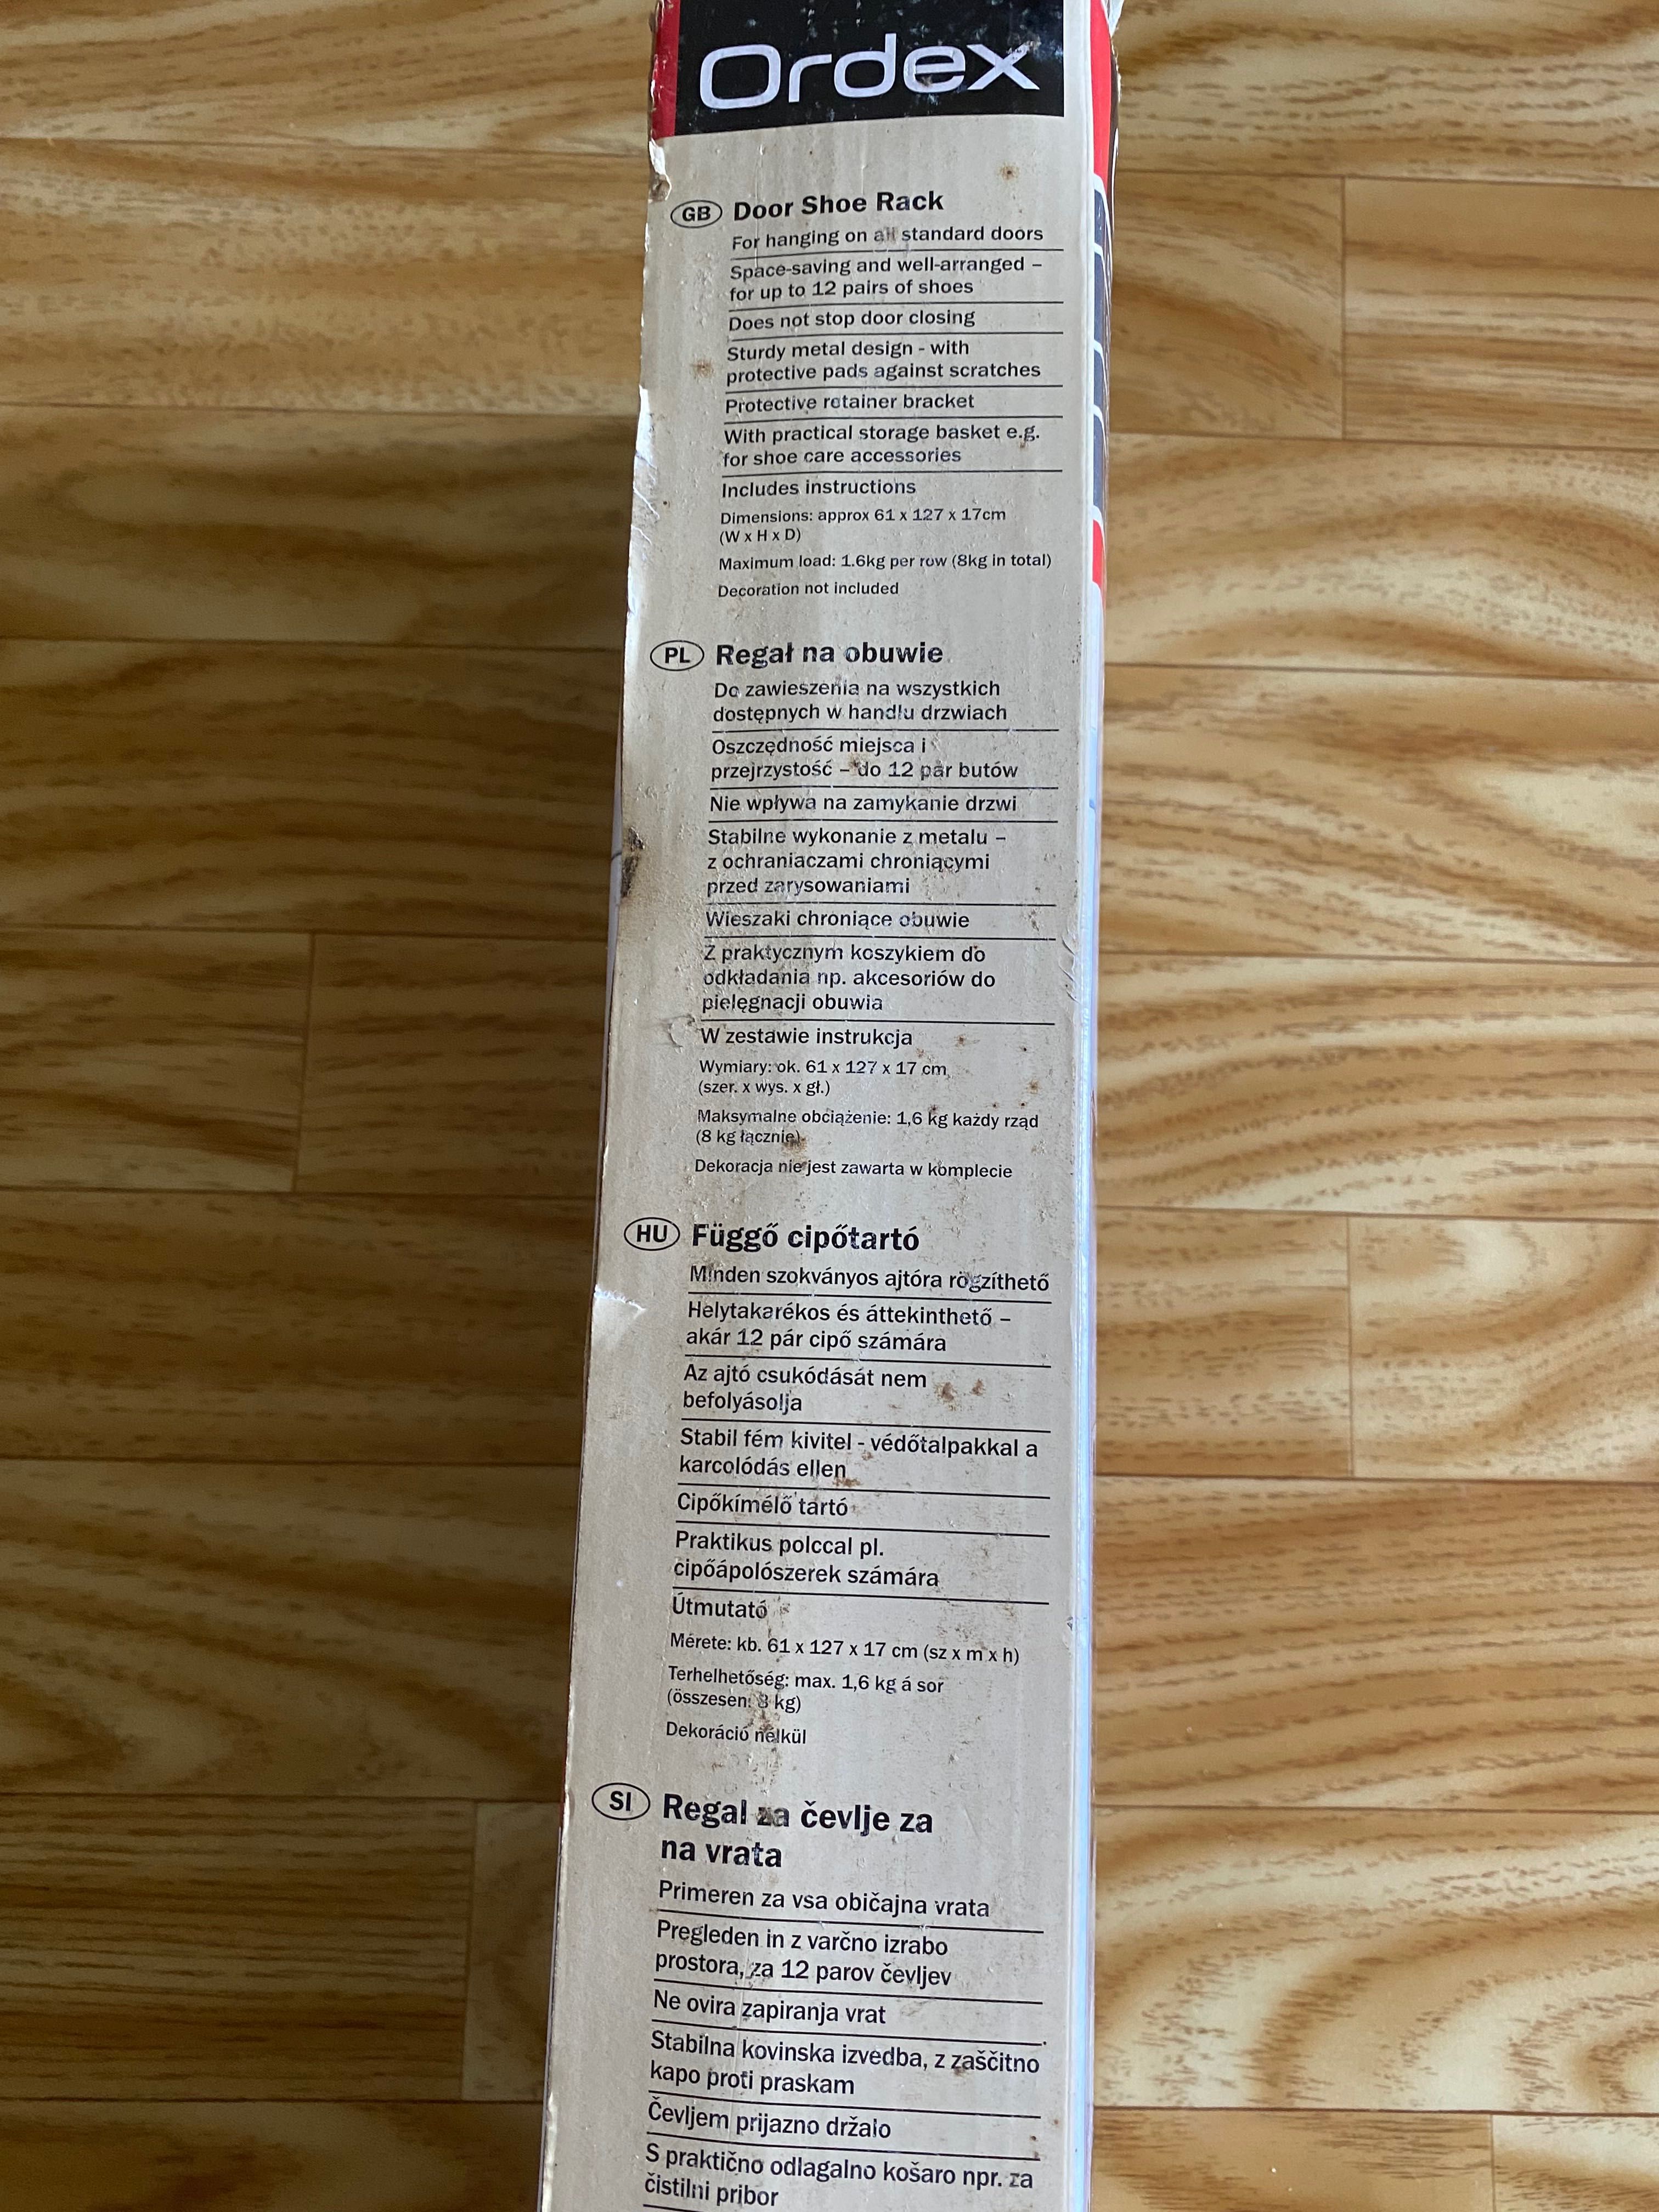 Ordex
GB Door Shoe Rack
For hanging on all standard doors
Space-saving and well-arranged –
for up to 12 pairs of shoes
Does not stop door closing
Sturdy metal design - with
protective pads against scratches
Protective retainer bracket
With practical storage basket e.g.
for shoe care accessories
Includes instructions
Dimensions: approx 61 x 127 x 17cm
(W x H x D)
Maximum load: 1.6kg per row (8kg in total)
Decoration not included
PL Regał na obuwie
Do zawieszenia na wszystkich
dostępnych w handlu drzwiach
Oszczędność miejsca i
przejrzystość – do 12 par butów
Nie wpływa na zamykanie drzwi
Stabilne wykonanie z metalu –
z ochraniaczami chroniącymi
przed zarysowaniami
Wieszaki chroniące obuwie
Z praktycznym koszykiem do
odkładania np. akcesoriów do
pielęgnacji obuwia
W zestawie instrukcja
Wymiary: ok. 61 x 127 x 17 cm
(szer. x wys. x gł.)
Maksymalne obciążenie: 1,6 kg każdy rząd
(8 kg łącznie)
Dekoracja nie jest zawarta w komplecie
HU Függő cipőtartó
Minden szokványos ajtóra rögzíthető
Helytakarékos és áttekinthető –
akár 12 pár cipő számára
Az ajtó csukódását nem
befolyásolja
Stabil fém kivitel - védőtalpakkal a
karcolódás ellen
Cipőkímélő tartó
Praktikus polccal pl.
cipőápolószerek számára
Útmutató
Mérete: kb. 61 x 127 x 17 cm (sz x m x h)
Terhelhetőség: max. 1,6 kg á sor
(összesen: 8 kg)
Dekoráció nélkül
SI Regal za čevlje za
na vrata
Primeren za vsa običajna vrata
Pregleden in z varčno izrabo
prostora, za 12 parov čevljev
Ne ovira zapiranja vrat
Stabilna kovinska izvedba, z zaščitno
kapo proti praskam
Čevljem prijazno držalo
S praktično odlagalno košaro npr. za
čistilni pribor